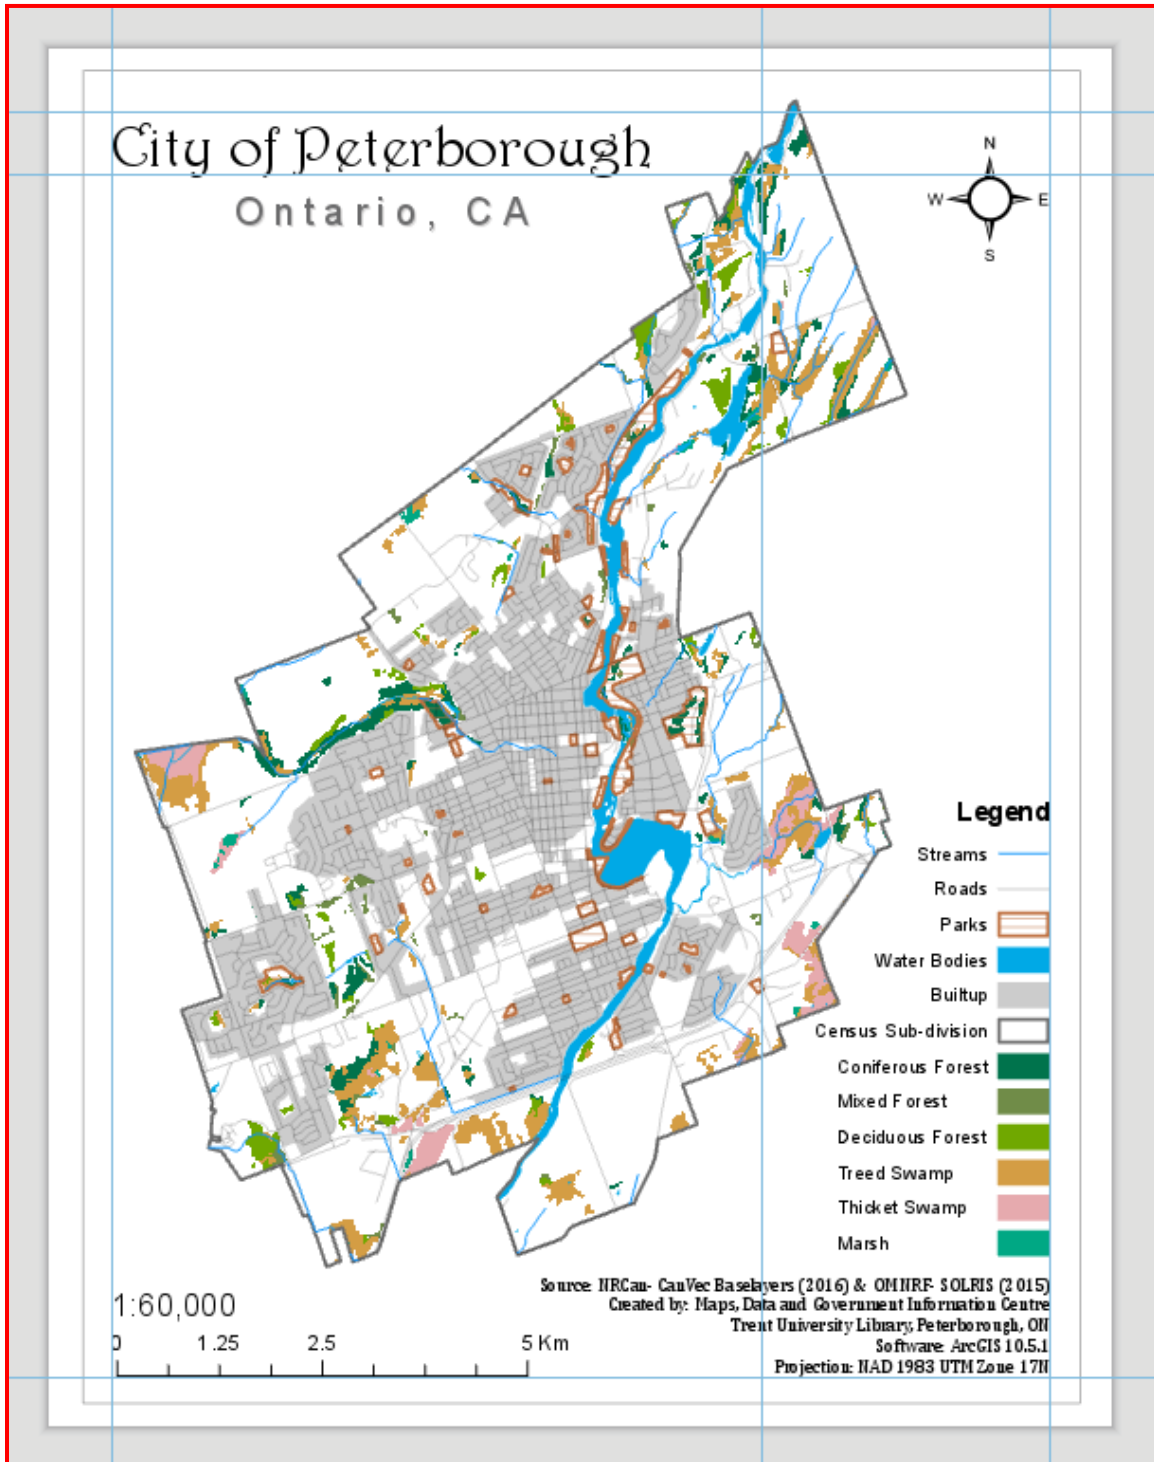 City of Peterborough
Ontario, CA
N
W E
S
Legend
Streams
Roads
Parks
Water Bodies
Builtup
Census Sub-division
Coniferous Forest
Mixed Forest
Deciduous Forest
Treed Swamp
Thicket Swamp
Marsh
Source: NRCan- CanVec Baselayers (2016) & OMNRF- SOLRIS (2015)
Created by: Maps, Data and Government Information Centre
Trent University Library, Peterborough, ON
Software: ArcGIS 10.5.1
Projection: NAD 1983 UTM Zone 17N
1:60,000
0 1.25 2.5 5 Km